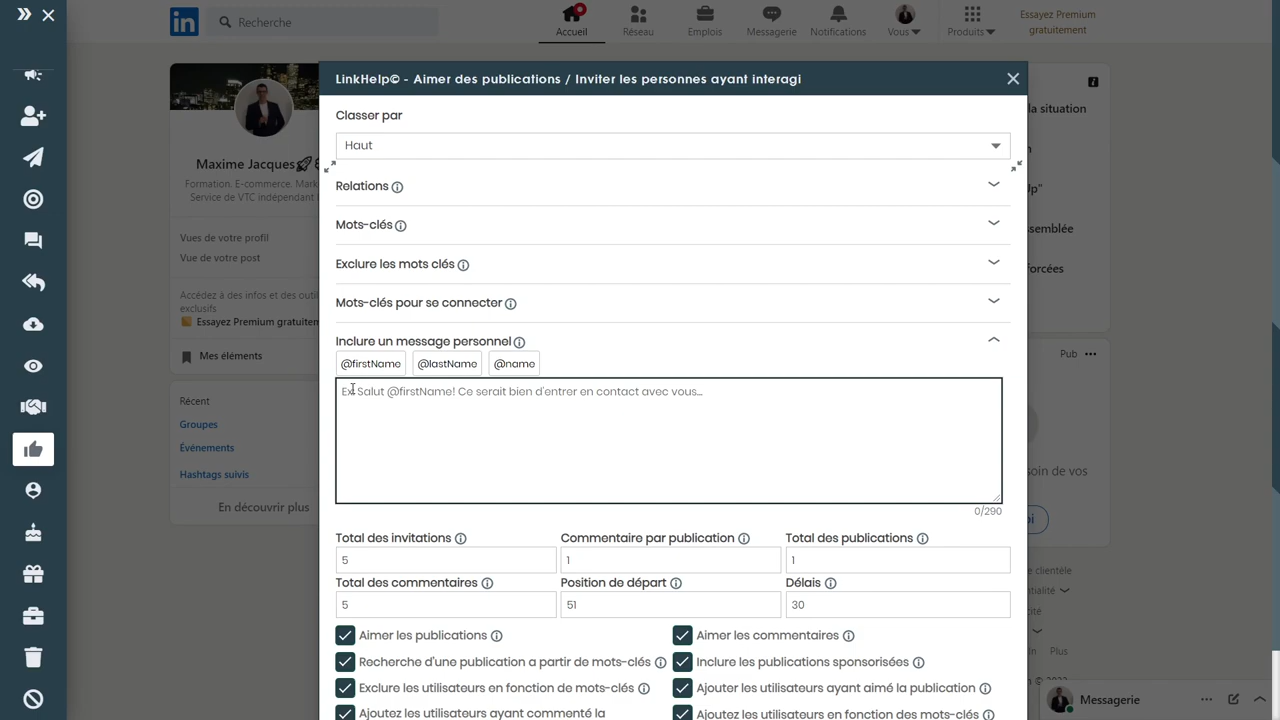 Recherche
Accueil
Réseau
Emplois
Messagerie
Notifications
Vous
Produits
Essayez Premium
gratuitement
LinkHelp© - Aimer des publications / Inviter les personnes ayant interagi
Classer par
Haut
Relations
Mots-clés
Exclure les mots clés
Mots-clés pour se connecter
Inclure un message personnel
@firstName
@lastName
@name
Ex: Salut @firstName! Ce serait bien d'entrer en contact avec vous...
0/290
Total des invitations
Commentaire par publication
Total des publications
5
1
1
Total des commentaires
Position de départ
Délais
5
51
30
Aimer les publications
Aimer les commentaires
Recherche d'une publication a partir de mots-clés
Inclure les publications sponsorisées
Exclure les utilisateurs en fonction de mots-clés
Ajouter les utilisateurs ayant aimé la publication
Ajoutez les utilisateurs ayant commenté la
Ajoutez les utilisateurs en fonction des mots-clés
Maxime Jacques
Formation. E-commerce. Mark
Service de VTC indépendant
Vues de votre profil
Vue de votre post
Accédez à des infos et des outils
exclusifs
Essayez Premium gratuitement
Mes éléments
Récent
Groupes
Événements
Hashtags suivis
En découvrir plus
la situation
semblée
forcées
Pub
soin de vos
Plus
Messagerie